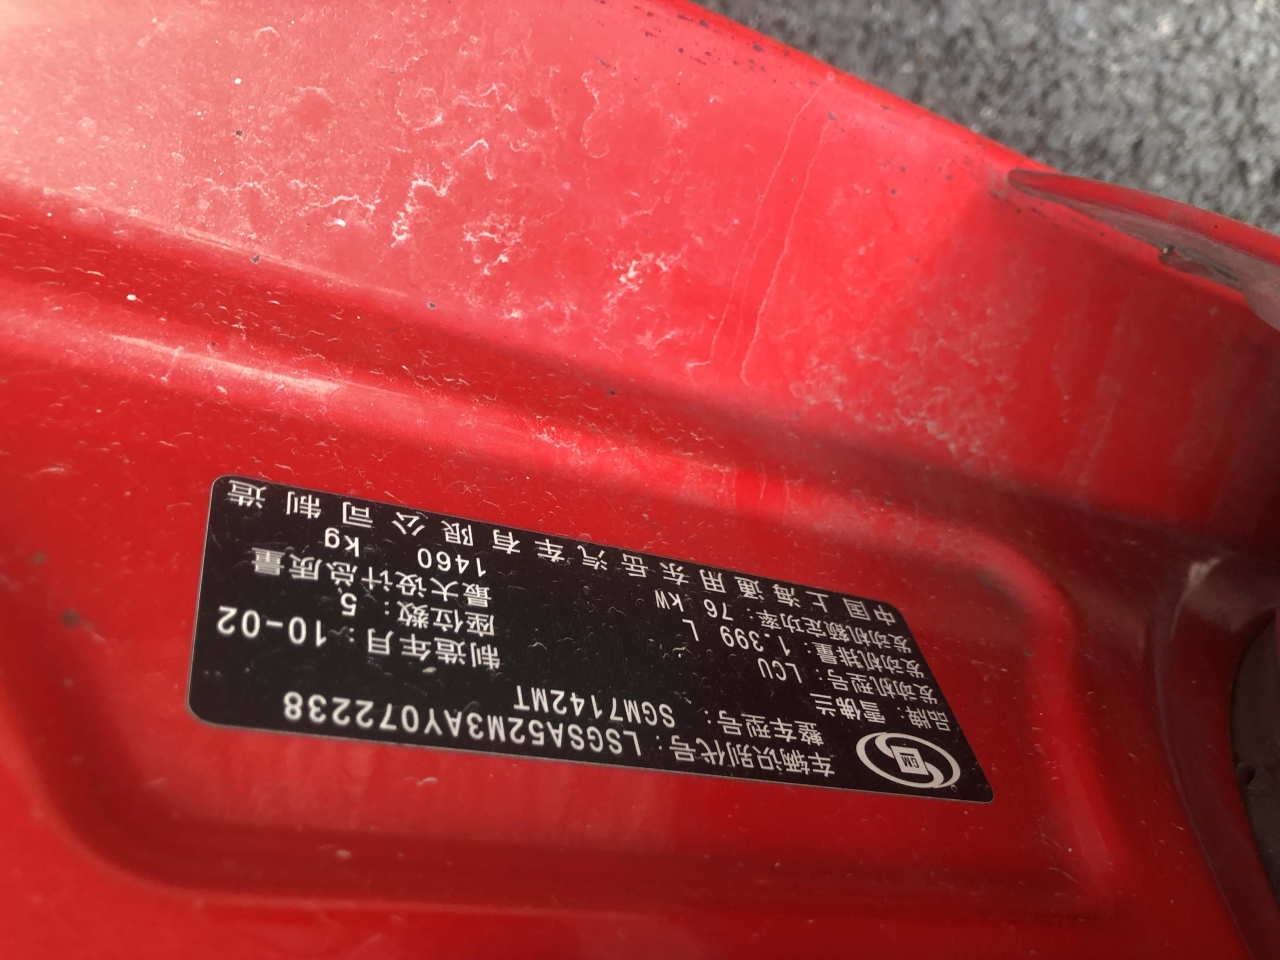 GM
车辆识别代号：LSGSA52M3AY072238
品牌：雪佛兰 整车型号：SGM7142MT
发动机型号：LCU 制造年月：10-02
发动机排量：1.399 L 座位数：5
发动机额定功率：76 kW 最大设计总质量 1460 kg
中国上海通用东岳汽车有限公司制造